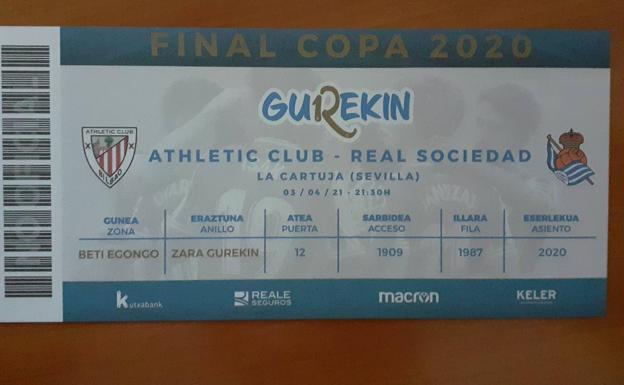 FINAL COPA 2020
GUREKIN
ATHLETIC CLUB
BILBAO
ATHLETIC CLUB - REAL SOCIEDAD
LA CARTUJA (SEVILLA)
03 / 04 / 21 - 21:30H
GUNEA ERAZTUNA ATEA SARBIDEA ILLARA ESERLEKUA
ZONA ANILLO PUERTA ACCESO FILA ASIENTO
BETI EGONGO ZARA GUREKIN 12 1909 1987 2020
kutxabank REALE macron KELER
SEGUROS